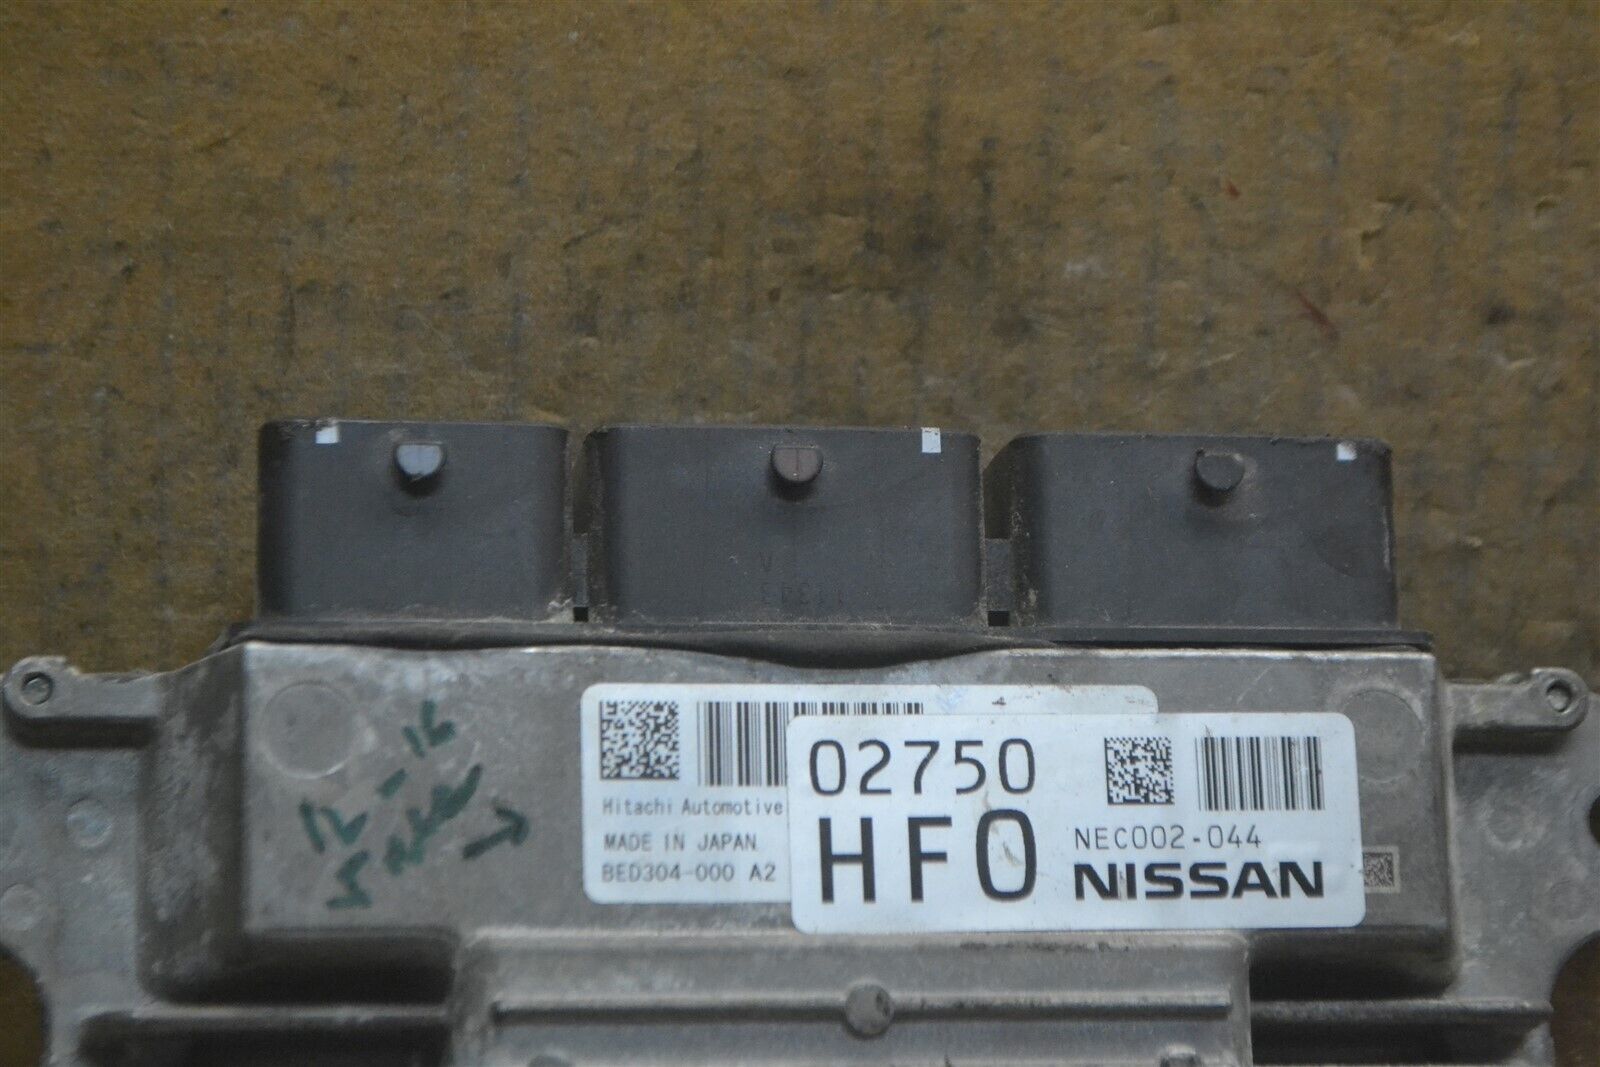 12-16
Hitachi Automotive
MADE IN JAPAN
BED304-000 A2
02750
HF0
NEC002-044
NISSAN